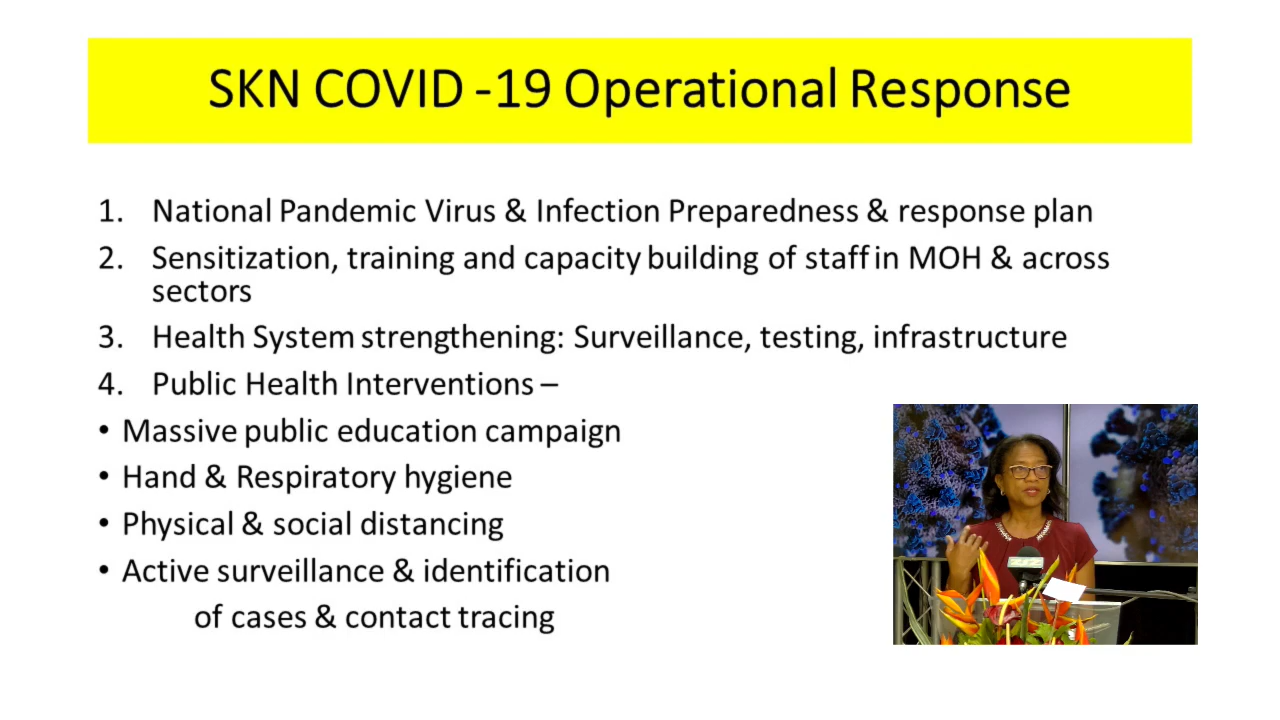 SKN COVID -19 Operational Response
1. National Pandemic Virus & Infection Preparedness & response plan
2. Sensitization, training and capacity building of staff in MOH & across
sectors
3. Health System strengthening: Surveillance, testing, infrastructure
4. Public Health Interventions –
• Massive public education campaign
• Hand & Respiratory hygiene
• Physical & social distancing
• Active surveillance & identification
of cases & contact tracing